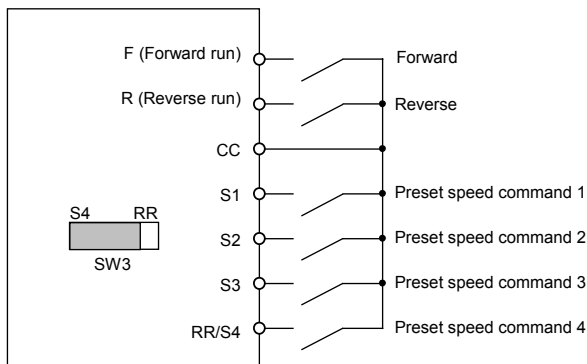 F (Forward run) Forward
R (Reverse run) Reverse
CC
S1 Preset speed command 1
S4 RR
S2 Preset speed command 2
SW3
S3 Preset speed command 3
RR/S4 Preset speed command 4